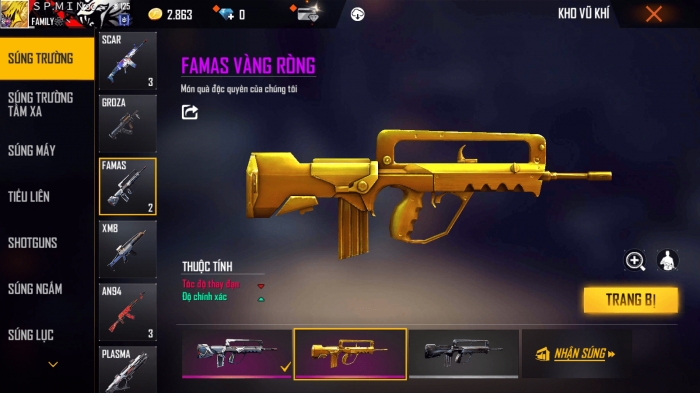 S P.MIN
FAMILY
2.863
0
KHO VŨ KHÍ
SÚNG TRƯỜNG
SÚNG TRƯỜNG
TẦM XA
SÚNG MÁY
TIỂU LIÊN
SHOTGUNS
SÚNG NGẮM
SÚNG LỤC
SCAR
3
GROZA
FAMAS
2
XM8
AN94
3
PLASMA
FAMAS VÀNG RÒNG
Món quà độc quyền của chúng tôi
THUỘC TÍNH
Tốc độ thay đạn
Độ chính xác
TRANG BỊ
NHẬN SÚNG